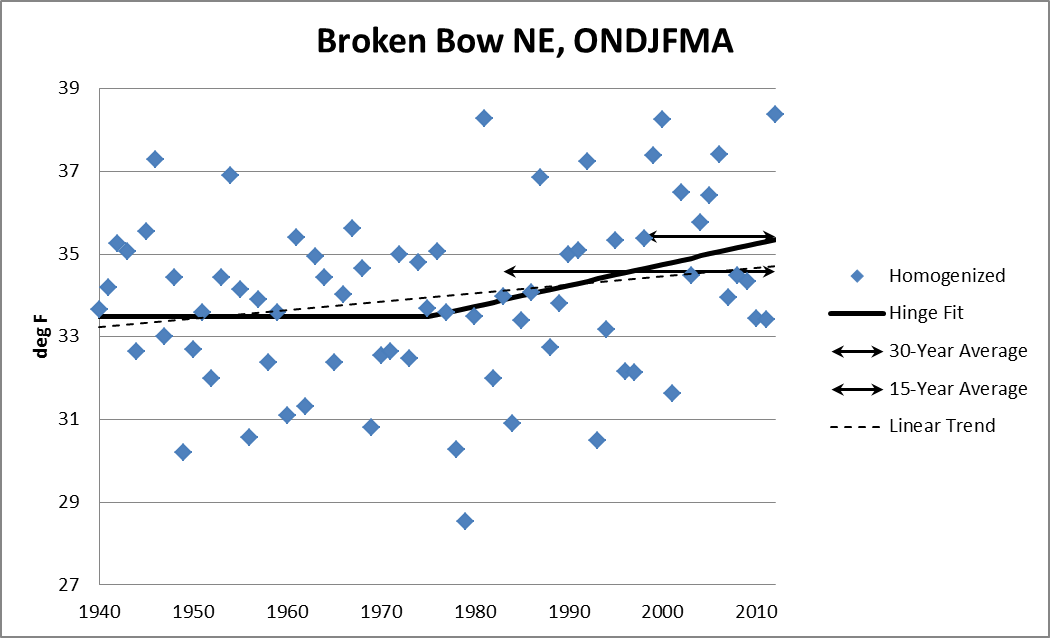 Broken Bow NE, ONDJFMA
39
37
35
33
31
29
27
deg F
1940
1950
1960
1970
1980
1990
2000
2010
Homogenized
Hinge Fit
30-Year Average
15-Year Average
Linear Trend